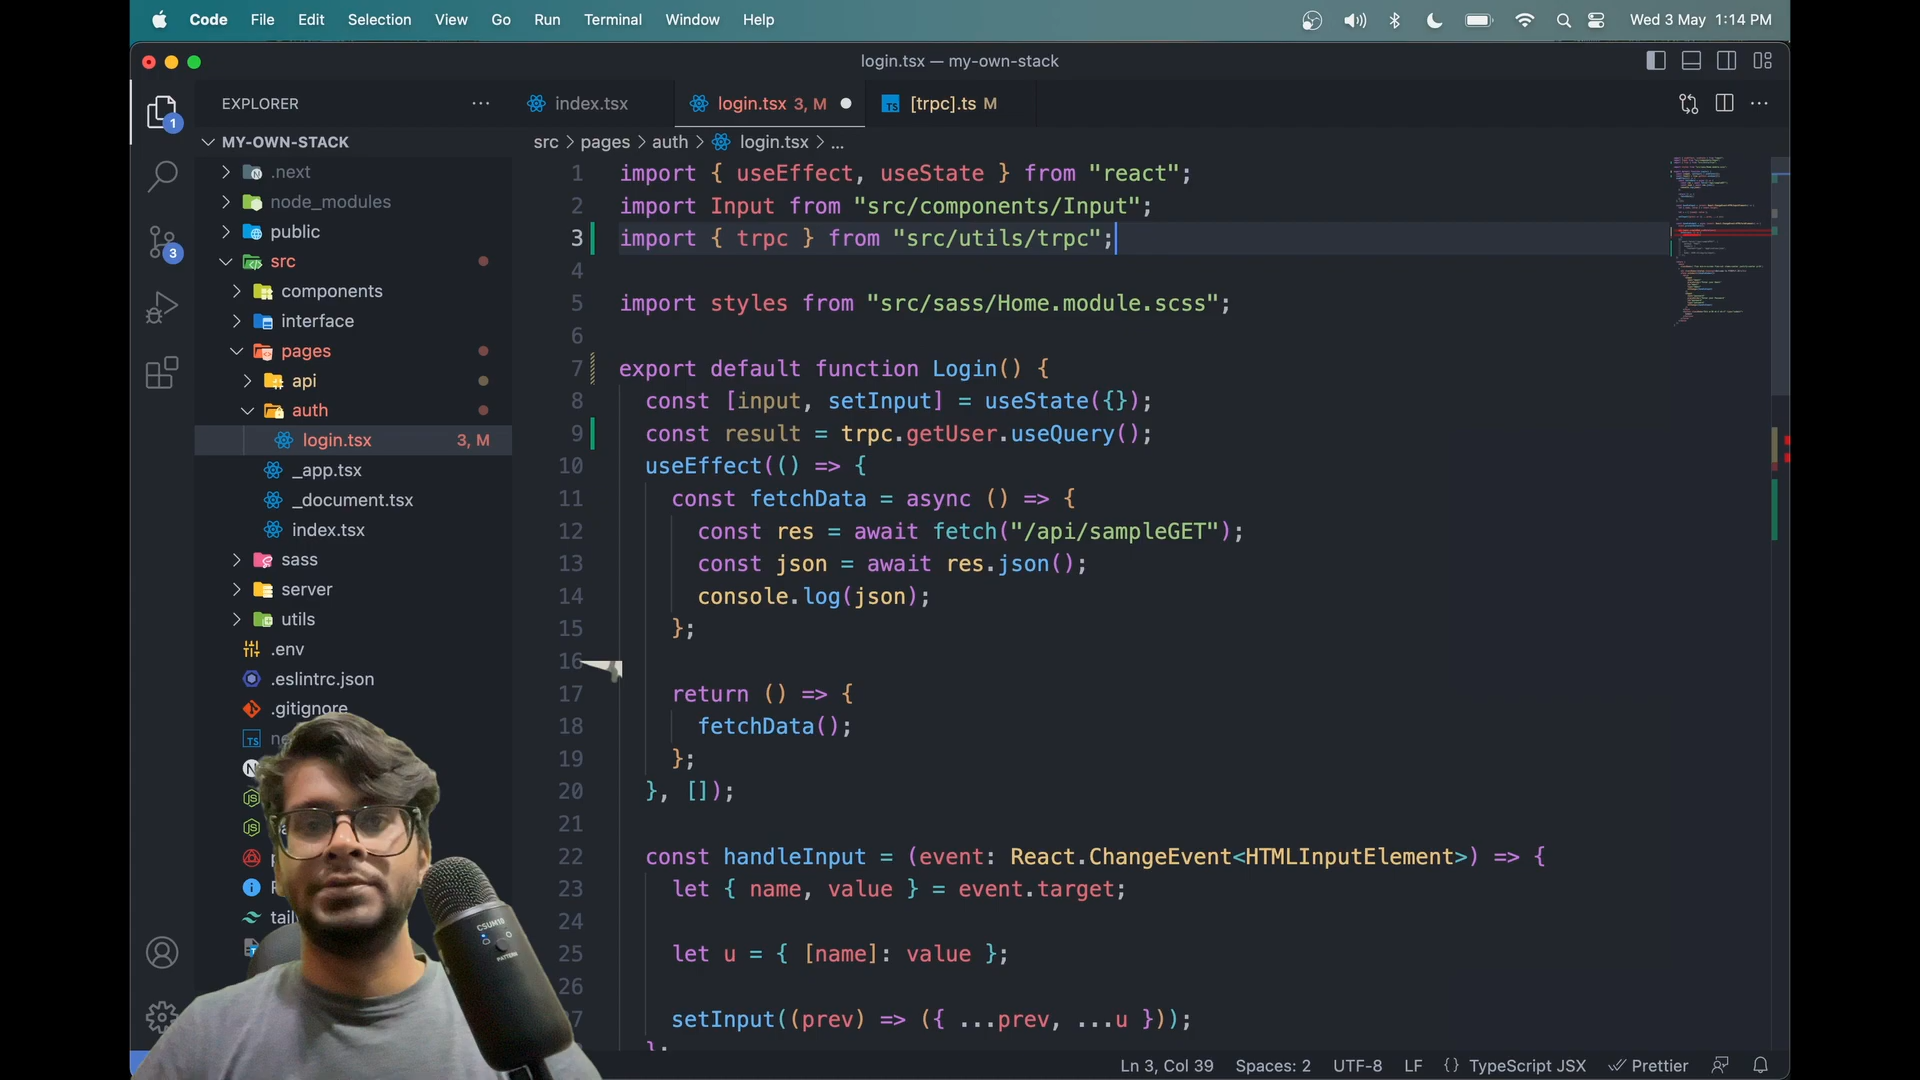 Code File Edit Selection View Go Run Terminal Window Help Wed 3 May 1:14 PM
login.tsx — my-own-stack
EXPLORER
index.tsx
login.tsx 3, M
[trpc].ts M
MY-OWN-STACK
src > pages > auth > login.tsx > ...
1
3
.next
node_modules
public
src
components
interface
pages
api
auth
login.tsx 3, M
_app.tsx
_document.tsx
index.tsx
sass
server
utils
.env
.eslintrc.json
.gitignore
1 import { useEffect, useState } from "react";
2 import Input from "src/components/Input";
3 import { trpc } from "src/utils/trpc";
4
5 import styles from "src/sass/Home.module.scss";
6
7 export default function Login() {
8 const [input, setInput] = useState({});
9 const result = trpc.getUser.useQuery();
10 useEffect(() => {
11 const fetchData = async () => {
12 const res = await fetch("/api/sampleGET");
13 const json = await res.json();
14 console.log(json);
15 };
16
17 return () => {
18 fetchData();
19 };
20 }, []);
21
22 const handleInput = (event: React.ChangeEvent<HTMLInputElement>) => {
23 let { name, value } = event.target;
24
25 let u = { [name]: value };
26
27 setInput((prev) => ({ ...prev, ...u }));
CSUM10
PATTERN
Ln 3, Col 39 Spaces: 2 UTF-8 LF {} TypeScript JSX Prettier